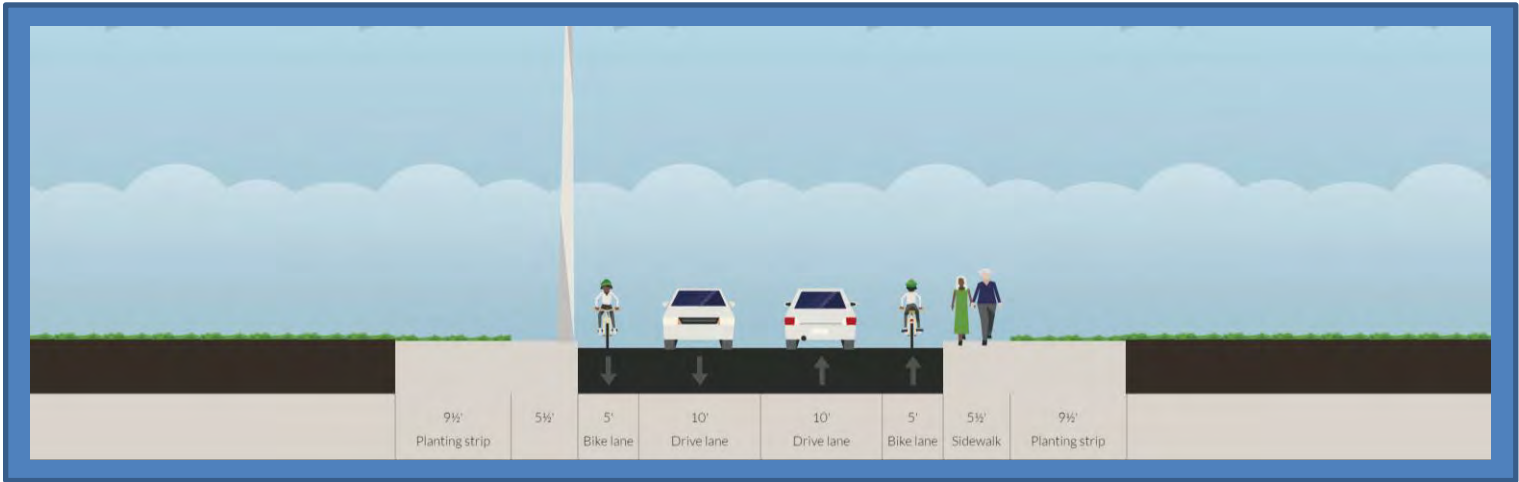 9½' 5½' 5' 10' 10' 5' 5½' 9½'
Planting strip Bike lane Drive lane Drive lane Bike lane Sidewalk Planting strip